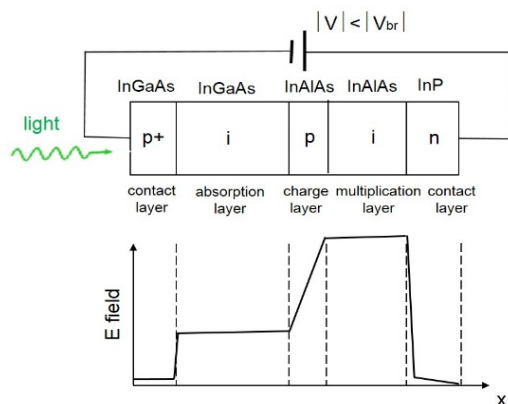 |V| < |Vbr|
InGaAs InGaAs InAlAs InAlAs InP
light
p+ i p i n
contact layer
absorption layer
charge layer
multiplication layer
contact layer
E field
x